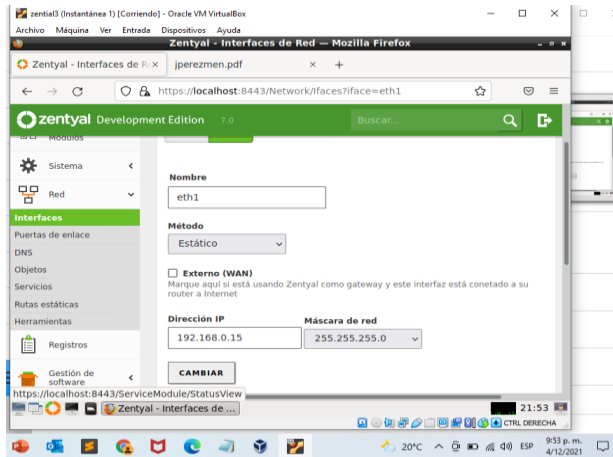 zential3 (Instantánea 1) [Corriendo] - Oracle VM VirtualBox
Archivo Máquina Ver Entrada Dispositivos Ayuda
Zentyal - Interfaces de Red — Mozilla Firefox
Zentyal - Interfaces de R
jperezmen.pdf
https://localhost:8443/Network/Ifaces?iface=eth1
zentyal Development Edition 7.0
Buscar...
Módulos
Sistema
Red
Interfaces
Puertas de enlace
DNS
Objetos
Servicios
Rutas estáticas
Herramientas
Registros
Gestión de
software
Nombre
eth1
Método
Estático
Externo (WAN)
Marque aquí si está usando Zentyal como gateway y este interfaz está conetado a su
router a Internet
Dirección IP
Máscara de red
192.168.0.15
255.255.255.0
CAMBIAR
https://localhost:8443/ServiceModule/StatusView
Zentyal - Interfaces de ...
21:53
CTRL DERECHA
20°C
ESP
9:53 p. m.
4/12/2021